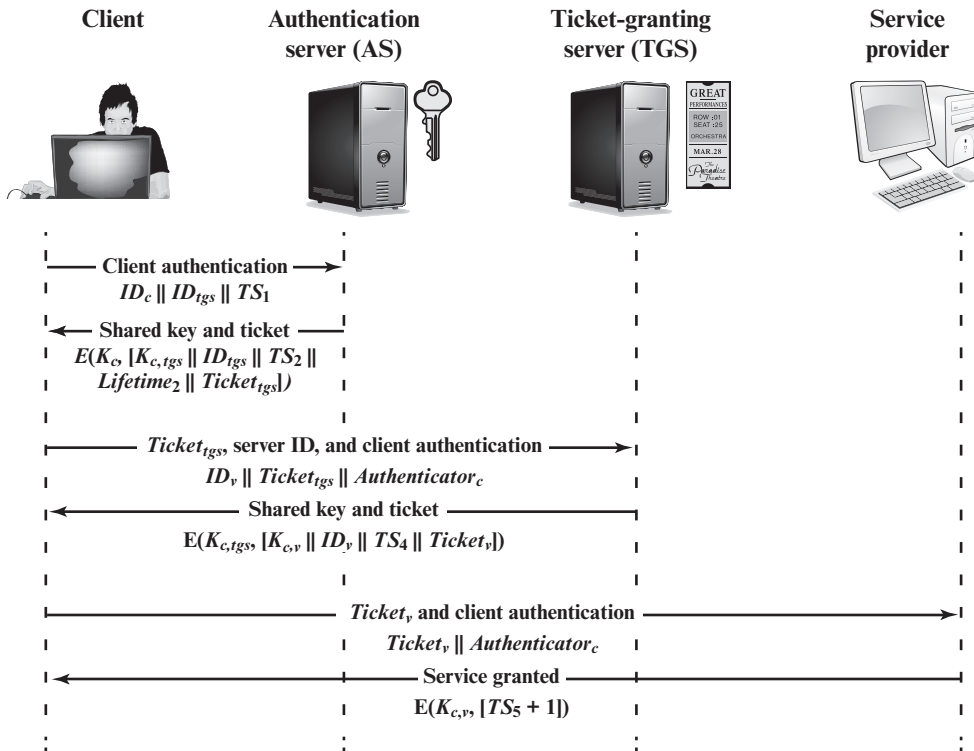 Client
Authentication
server (AS)
Ticket-granting
server (TGS)
Service
provider
GREAT
PERFORMANCES
ROW :01
SEAT :25
ORCHESTRA
MAR.28
The
Paradise
Theatre
Client authentication
ID_c || ID_tgs || TS_1
Shared key and ticket
E(K_c, [K_c,tgs || ID_tgs || TS_2 ||
Lifetime_2 || Ticket_tgs])
Ticket_tgs, server ID, and client authentication
ID_v || Ticket_tgs || Authenticator_c
Shared key and ticket
E(K_c,tgs, [K_c,v || ID_v || TS_4 || Ticket_v])
Ticket_v and client authentication
Ticket_v || Authenticator_c
Service granted
E(K_c,v, [TS_5 + 1])